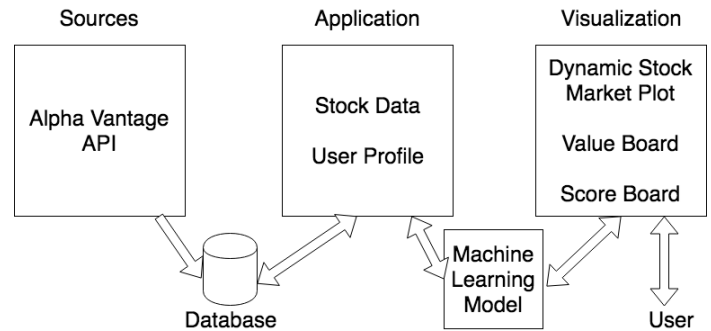 Sources
Application
Visualization
Alpha Vantage
API
Stock Data
User Profile
Dynamic Stock
Market Plot
Value Board
Score Board
Database
Machine
Learning
Model
User